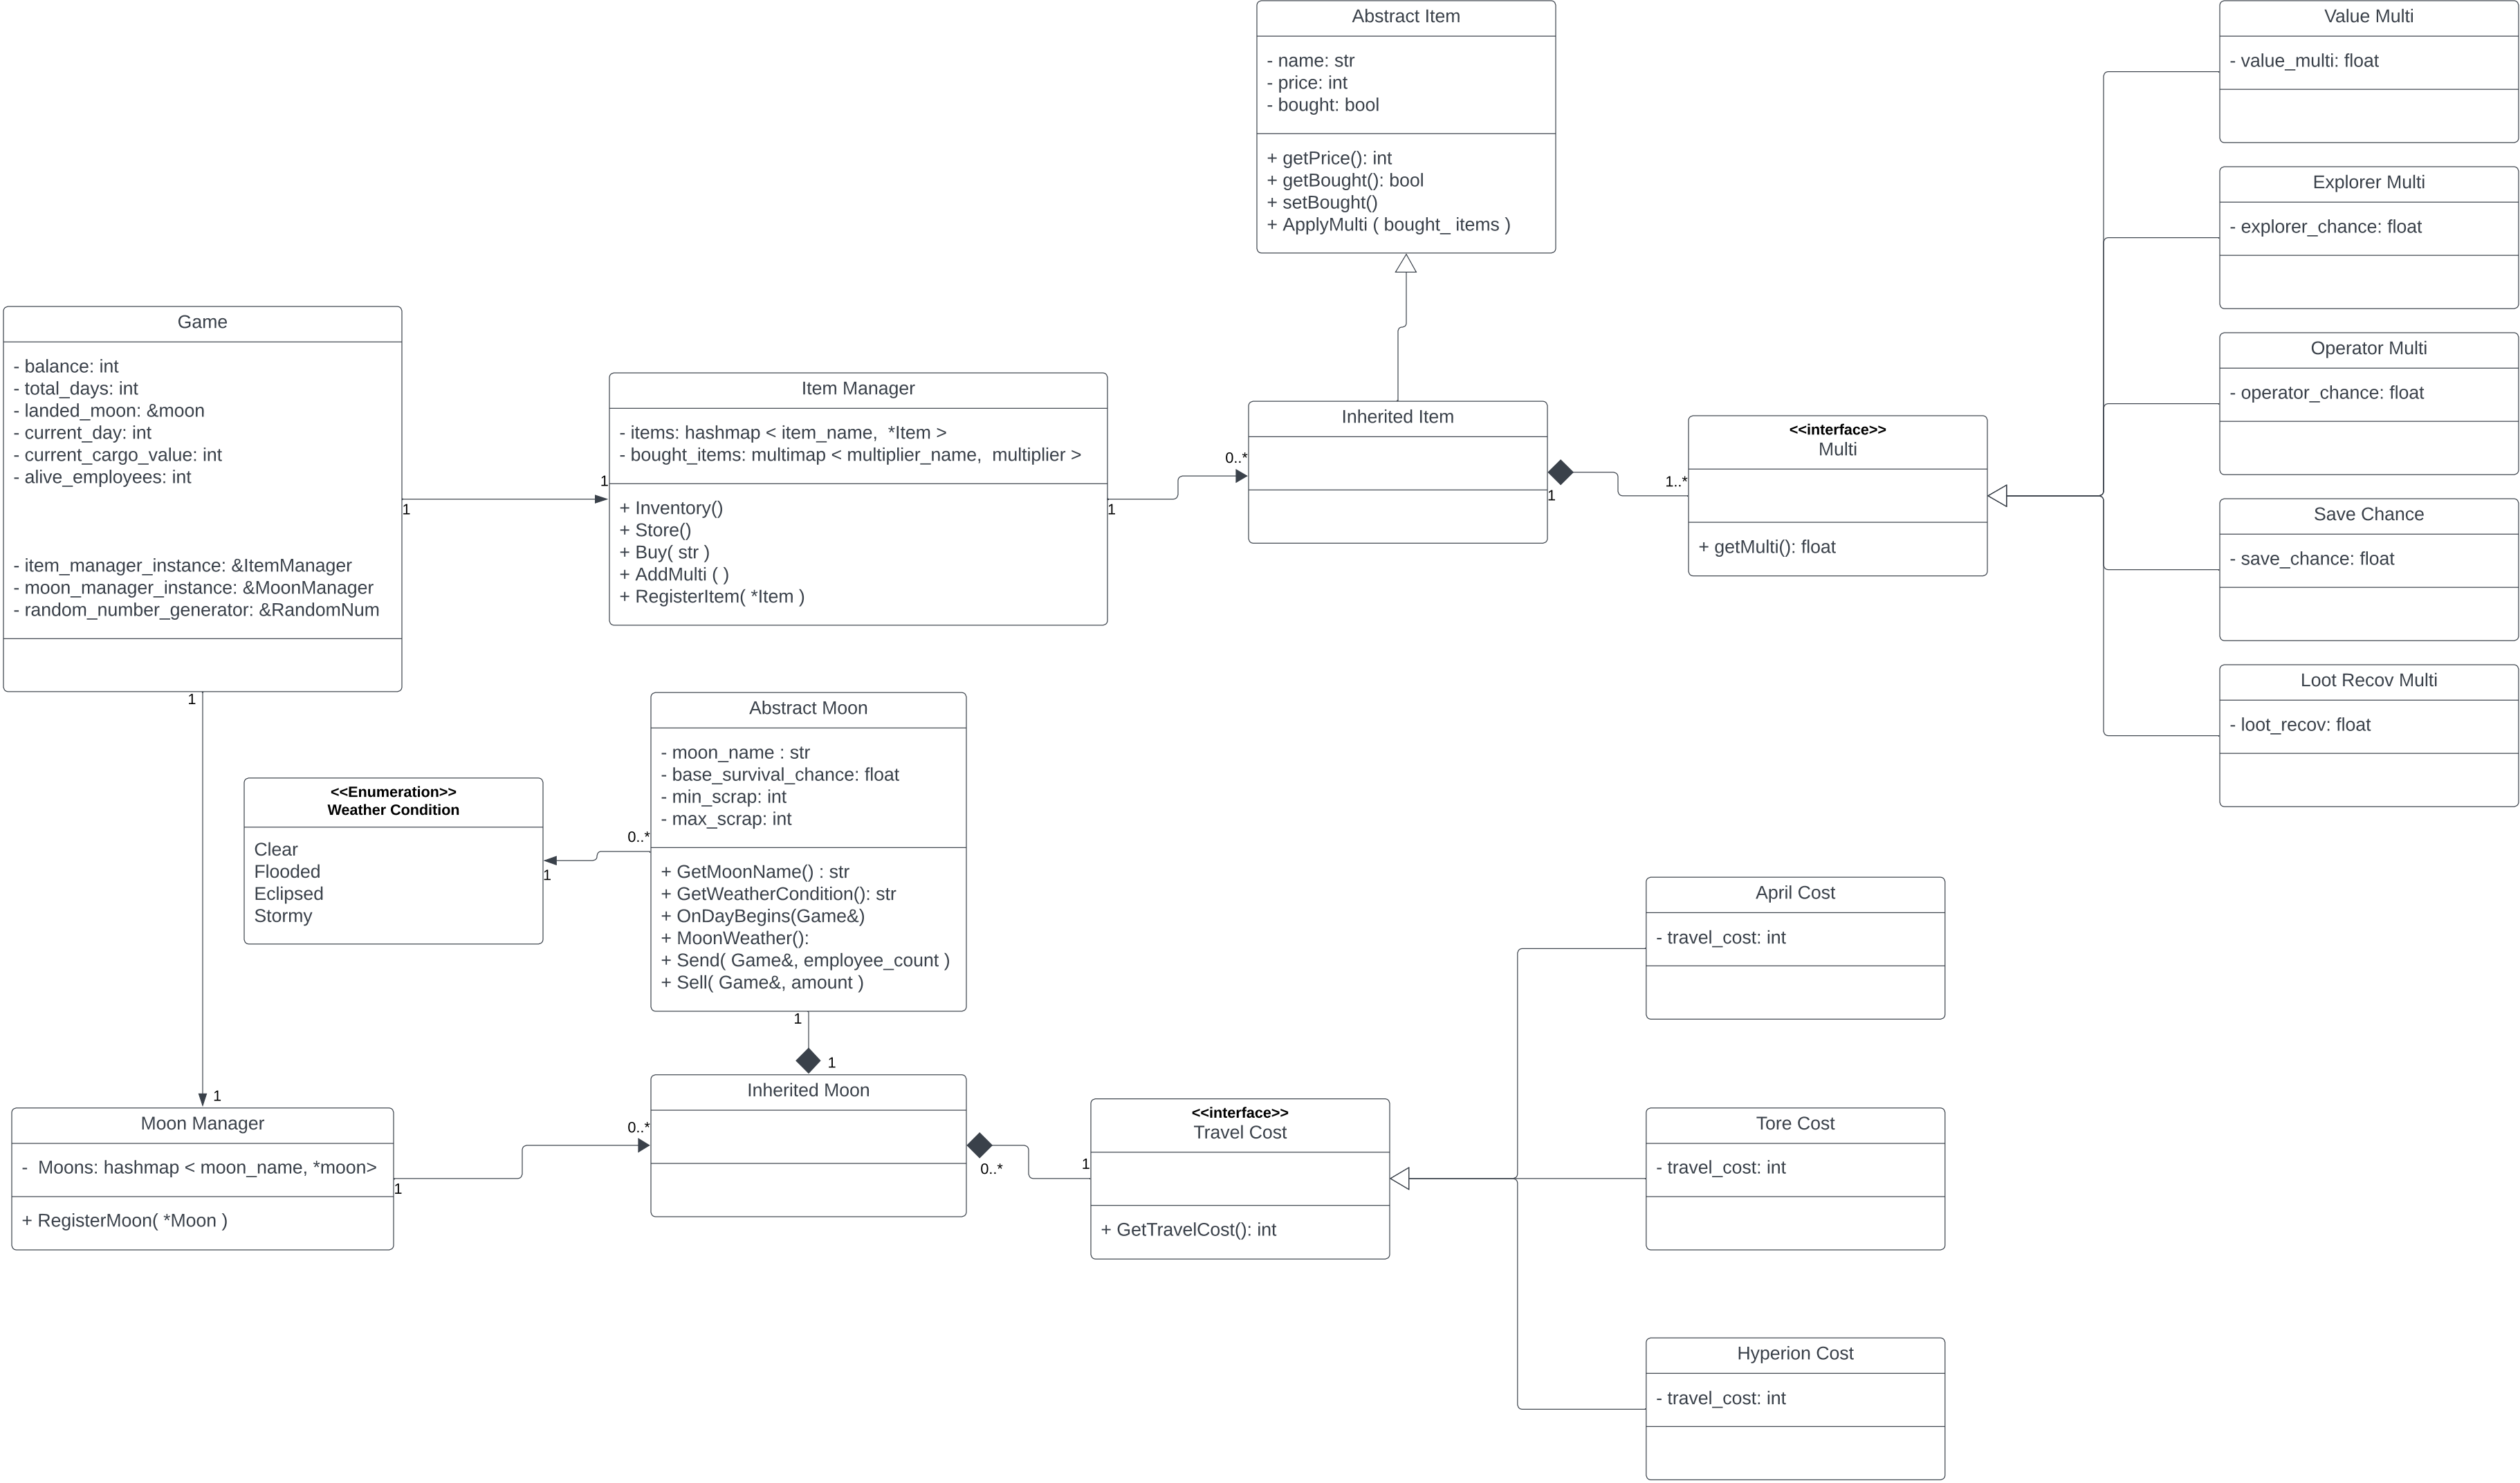 Abstract Item
- name: str
- price: int
- bought: bool
+ getPrice(): int
+ getBought(): bool
+ setBought()
+ ApplyMulti ( bought_ items )
Value Multi
- value_multi: float
Explorer Multi
- explorer_chance: float
Operator Multi
- operator_chance: float
Save Chance
- save_chance: float
Loot Recov Multi
- loot_recov: float
Game
- balance: int
- total_days: int
- landed_moon: &moon
- current_day: int
- current_cargo_value: int
- alive_employees: int
- item_manager_instance: &ItemManager
- moon_manager_instance: &MoonManager
- random_number_generator: &RandomNum
1
1
Item Manager
- items: hashmap < item_name,  *Item >
- bought_items: multimap < multiplier_name,  multiplier >
+ Inventory()
+ Store()
+ Buy( str )
+ AddMulti ( )
+ RegisterItem( *Item )
1
0..*
Inherited Item
1
1..*
<<interface>>
Multi
+ getMulti(): float
1
1
Abstract Moon
- moon_name : str
- base_survival_chance: float
- min_scrap: int
- max_scrap: int
+ GetMoonName() : str
+ GetWeatherCondition(): str
+ OnDayBegins(Game&)
+ MoonWeather():
+ Send( Game&, employee_count )
+ Sell( Game&, amount )
0..*
1
<<Enumeration>>
Weather Condition
Clear
Flooded
Eclipsed
Stormy
1
1
Moon Manager
-  Moons: hashmap < moon_name, *moon>
+ RegisterMoon( *Moon )
1
0..*
Inherited Moon
0..*
1
<<interface>>
Travel Cost
+ GetTravelCost(): int
April Cost
- travel_cost: int
Tore Cost
- travel_cost: int
Hyperion Cost
- travel_cost: int